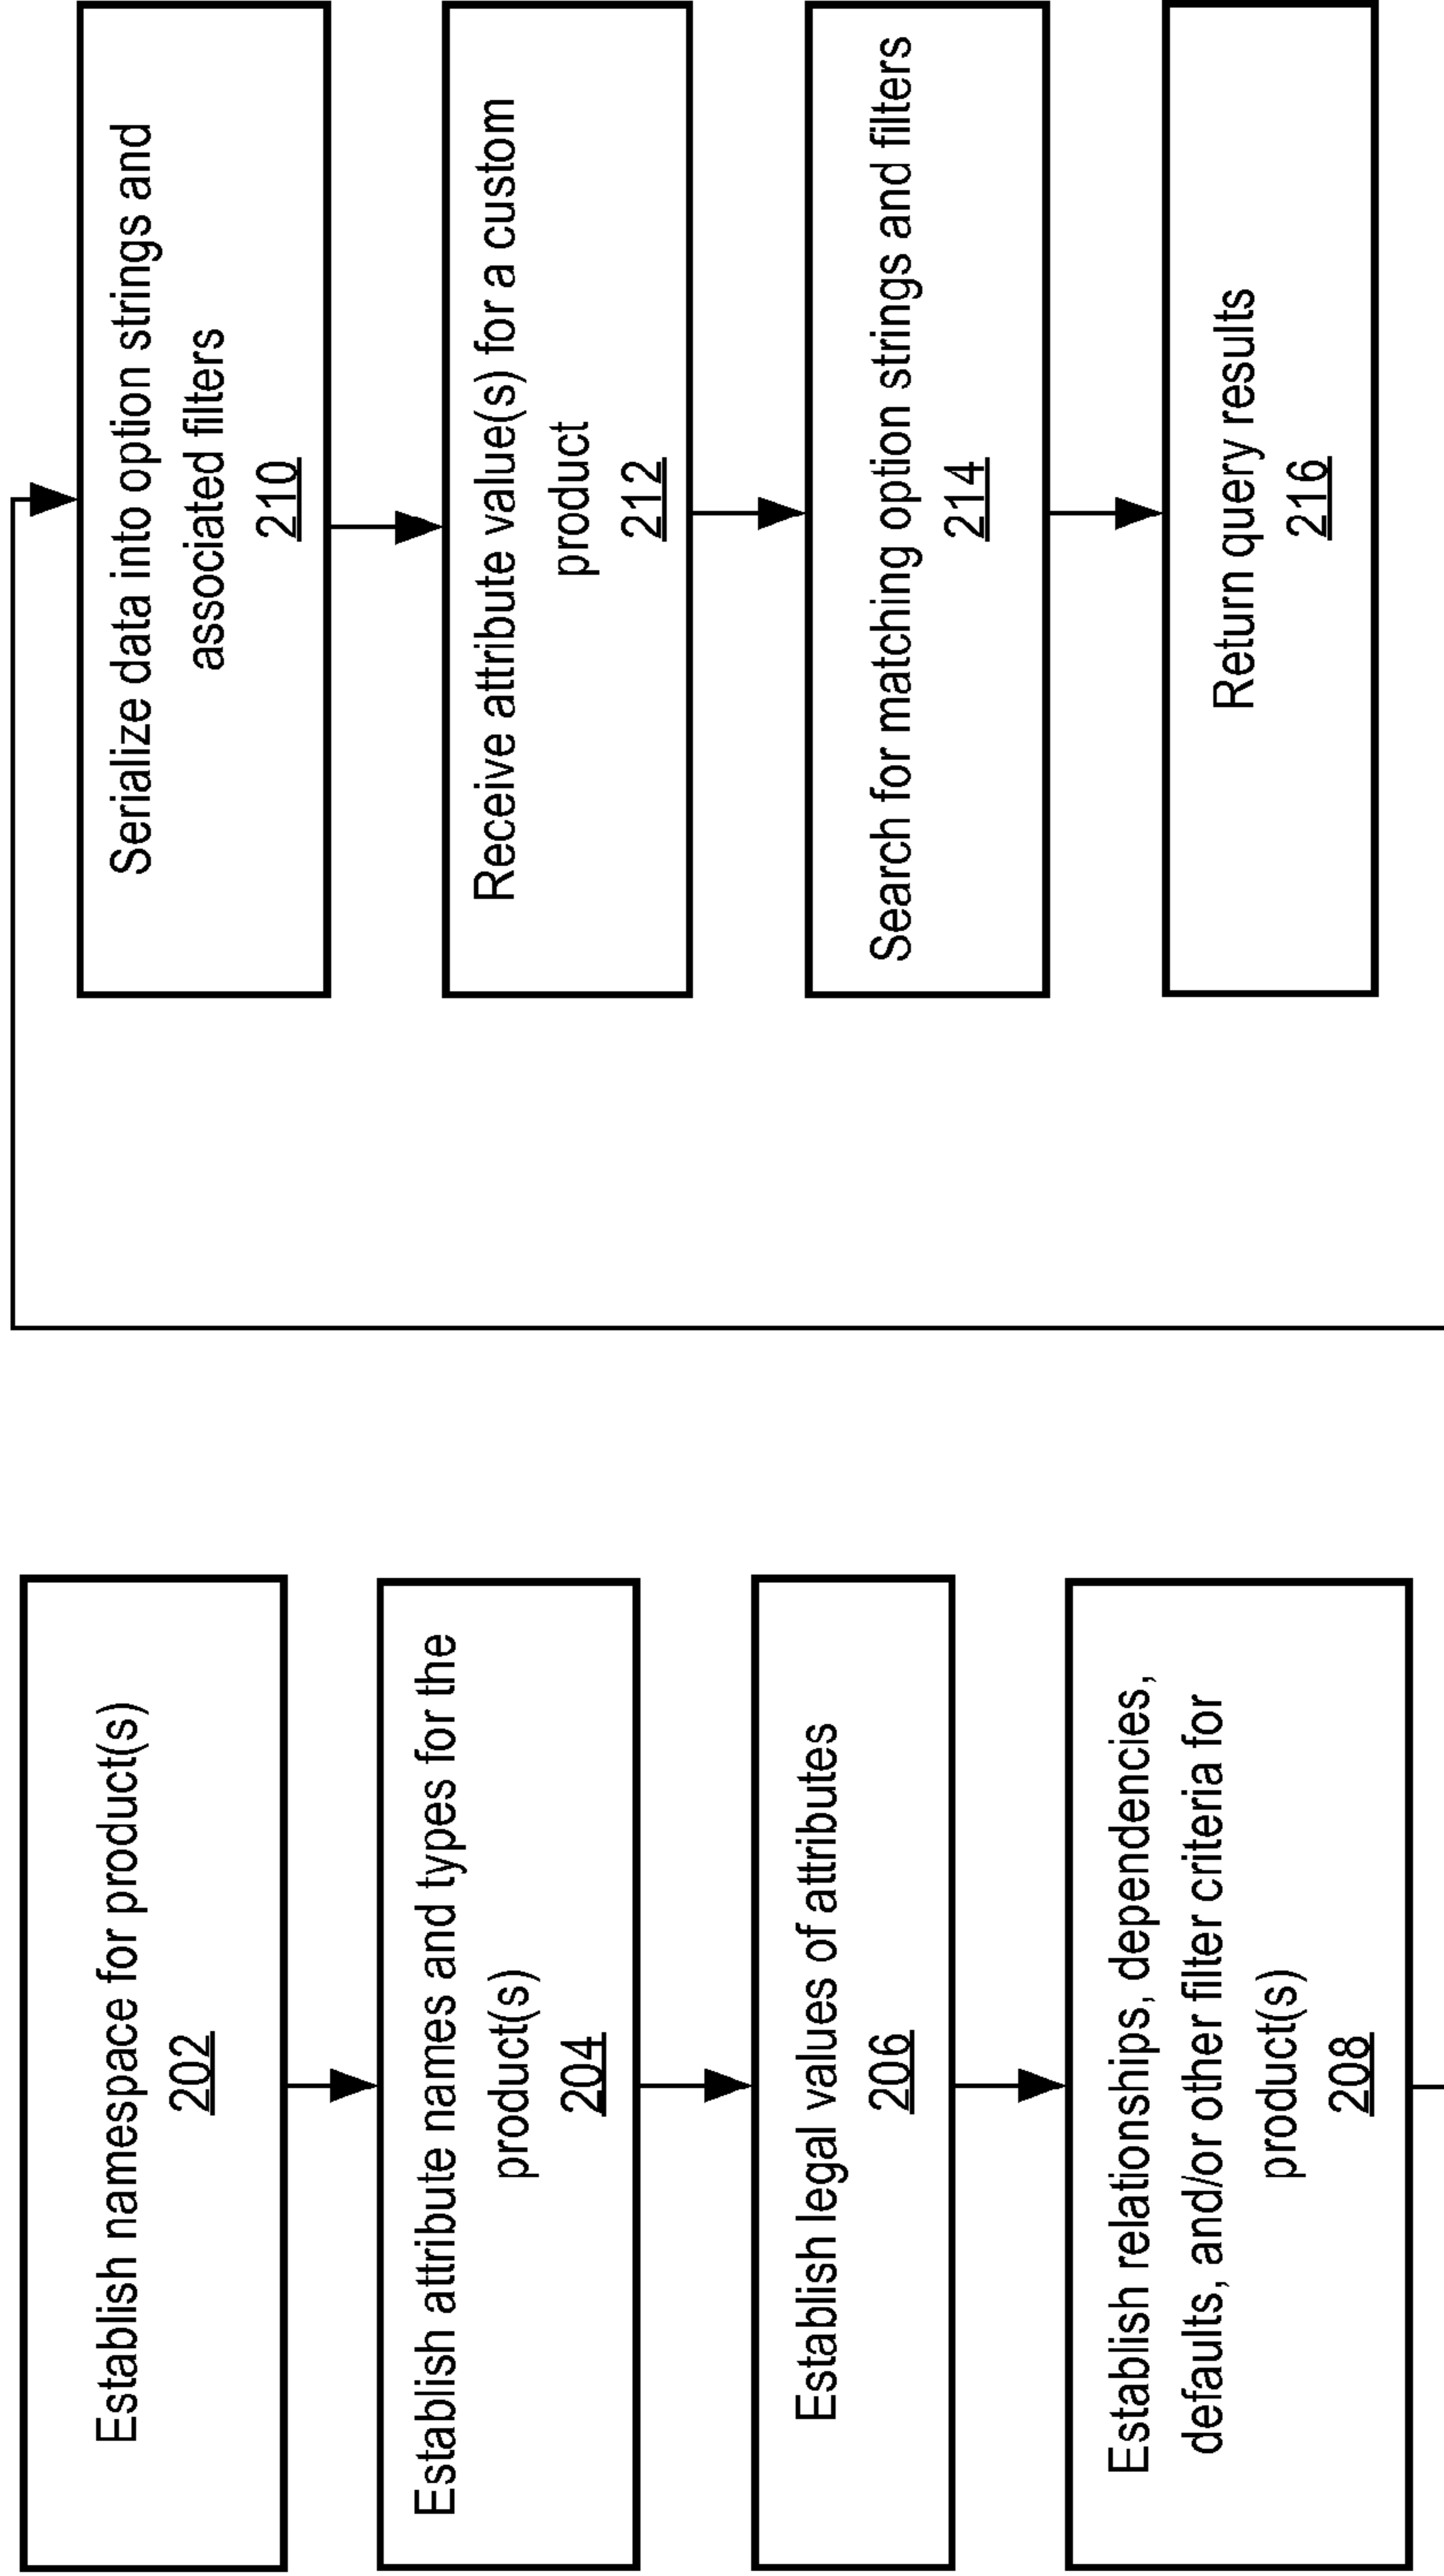 Establish namespace for product(s)
202
Establish attribute names and types for the
product(s)
204
Establish legal values of attributes
206
Establish relationships, dependencies,
defaults, and/or other filter criteria for
product(s)
208
Serialize data into option strings and
associated filters
210
Receive attribute value(s) for a custom
product
212
Search for matching option strings and filters
214
Return query results
216